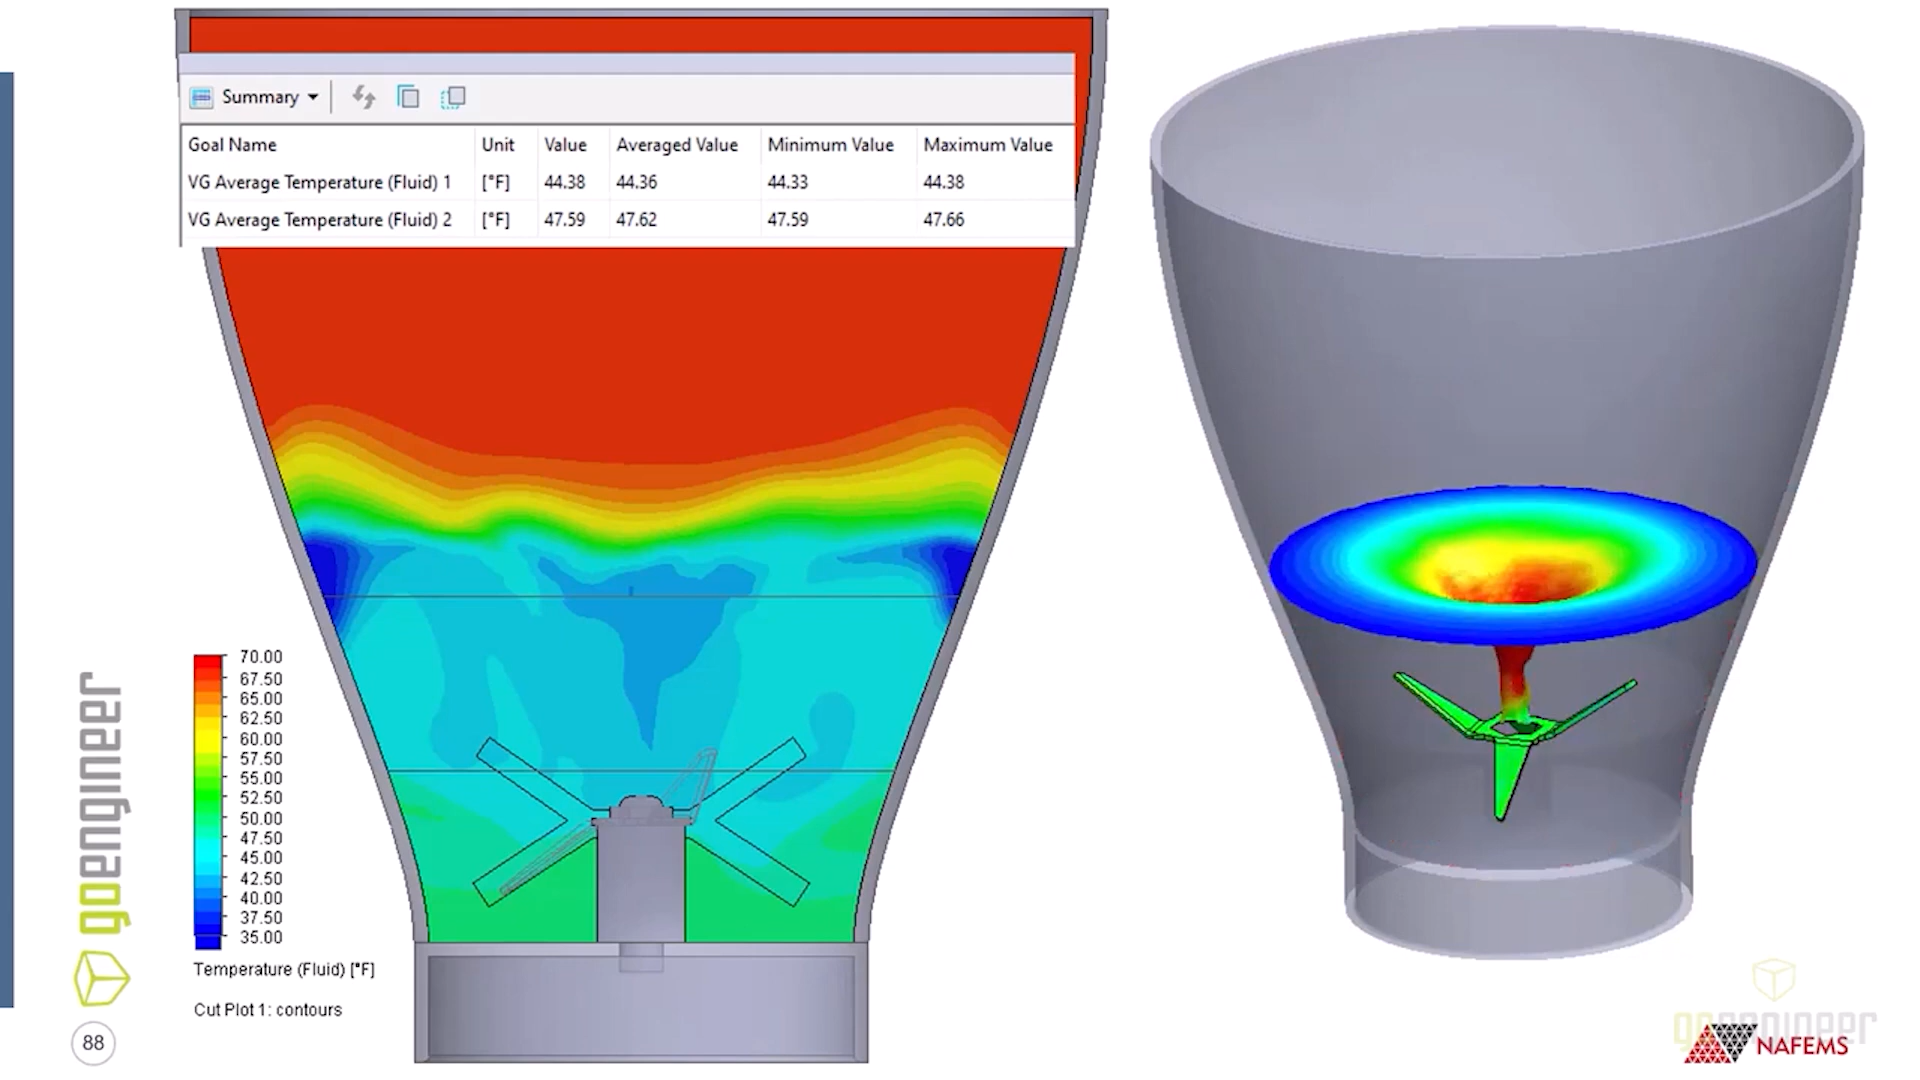 Summary
Goal Name Unit Value Averaged Value Minimum Value Maximum Value
VG Average Temperature (Fluid) 1 [°F] 44.38 44.36 44.33 44.38
VG Average Temperature (Fluid) 2 [°F] 47.59 47.62 47.59 47.66
70.00
67.50
65.00
62.50
60.00
57.50
55.00
52.50
50.00
47.50
45.00
42.50
40.00
37.50
35.00
Temperature (Fluid) [°F]
Cut Plot 1: contours
goengineer
88
goengineer
NAFEMS